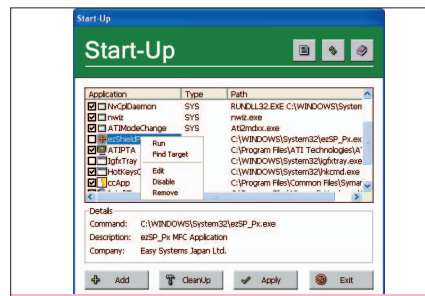 Start-Up
Start-Up
Application Type Path
NvCplDaemon SYS RUNDLL32.EXE C:\WINDOWS\System
nwiz SYS nwiz.exe
ATIModeChange SYS Ati2mdxx.exe
ezShieldP C:\WINDOWS\System32\ezSP_Px.ex
ATIPTA C:\Program Files\ATI Technologies\A
IgfxTray C:\WINDOWS\System32\igfxtray.exe
HotKeysC C:\WINDOWS\System32\hkcmd.exe
ccApp C:\Program Files\Common Files\Symar
Run
Find Target
Edit
Disable
Remove
Details
Command: C:\WINDOWS\System32\ezSP_Px.exe
Description: ezSP_Px MFC Application
Company: Easy Systems Japan Ltd.
Add CleanUp Apply Exit